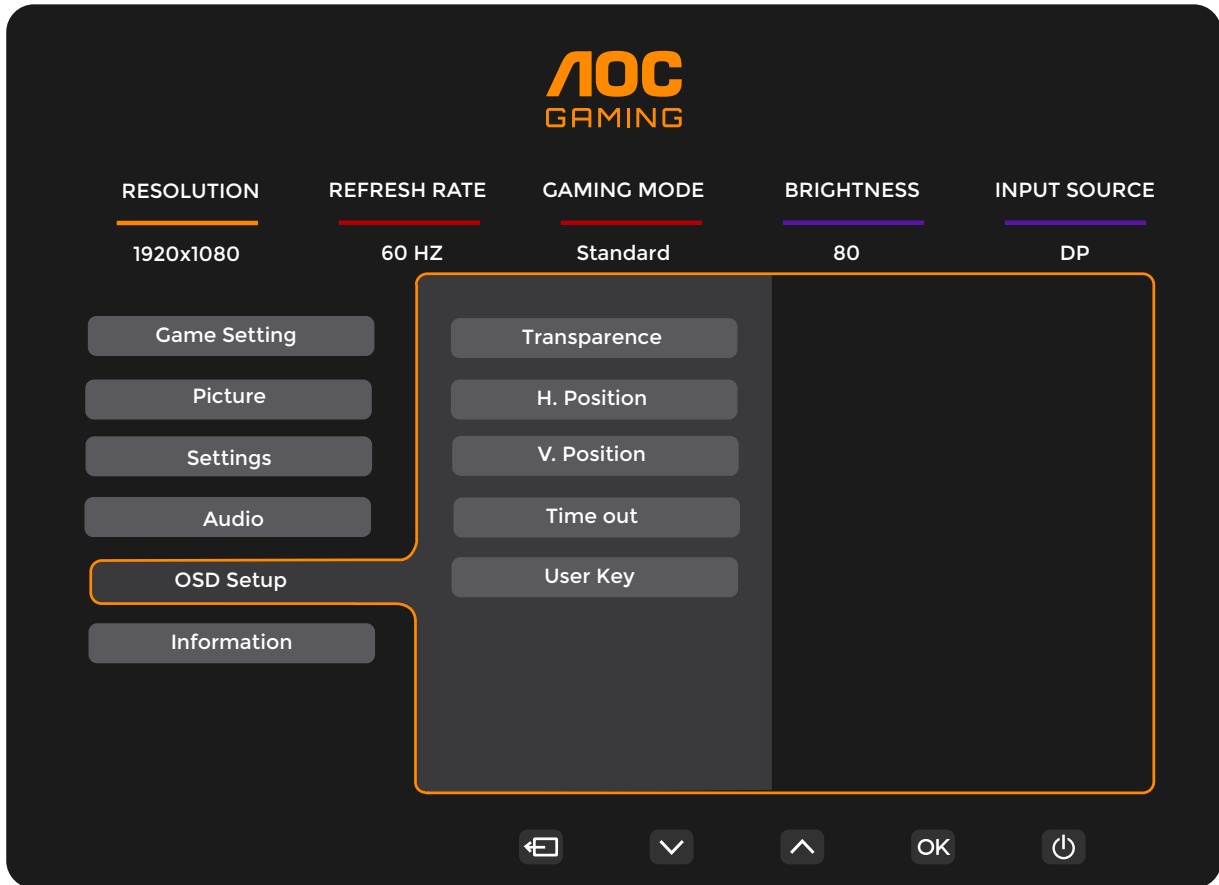 AOC
GAMING
RESOLUTION REFRESH RATE GAMING MODE BRIGHTNESS INPUT SOURCE
1920x1080 60 HZ Standard 80 DP
Game Setting
Picture
Settings
Audio
OSD Setup
Information
Transparence
H. Position
V. Position
Time out
User Key
OK